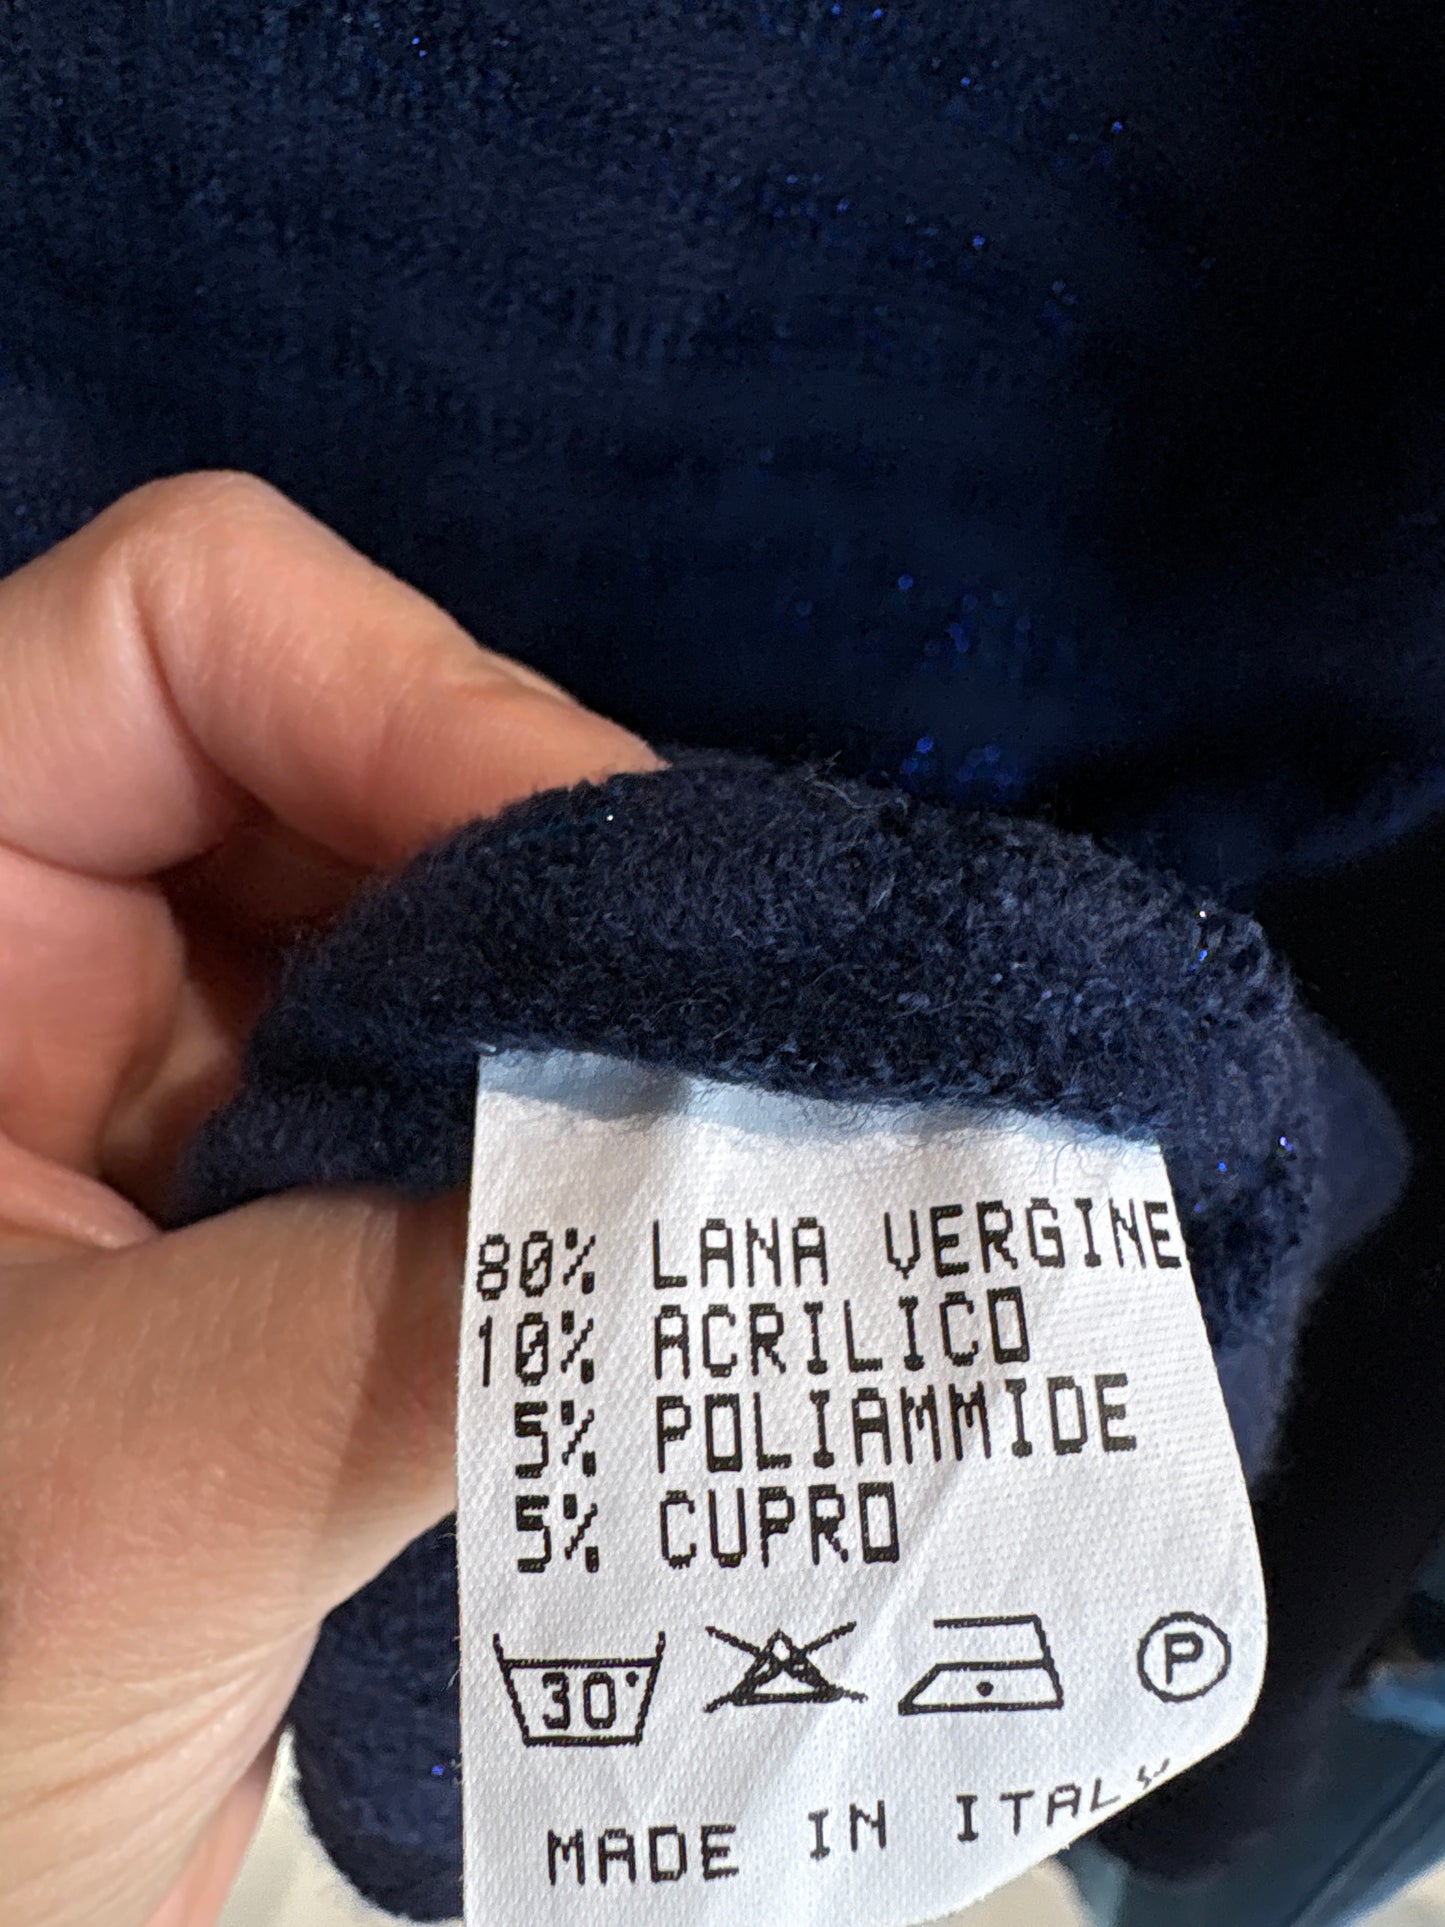 80% LANA VERGINE
10% ACRILICO
5% POLIAMMIDE
5% CUPRO
30° P
MADE IN ITALY